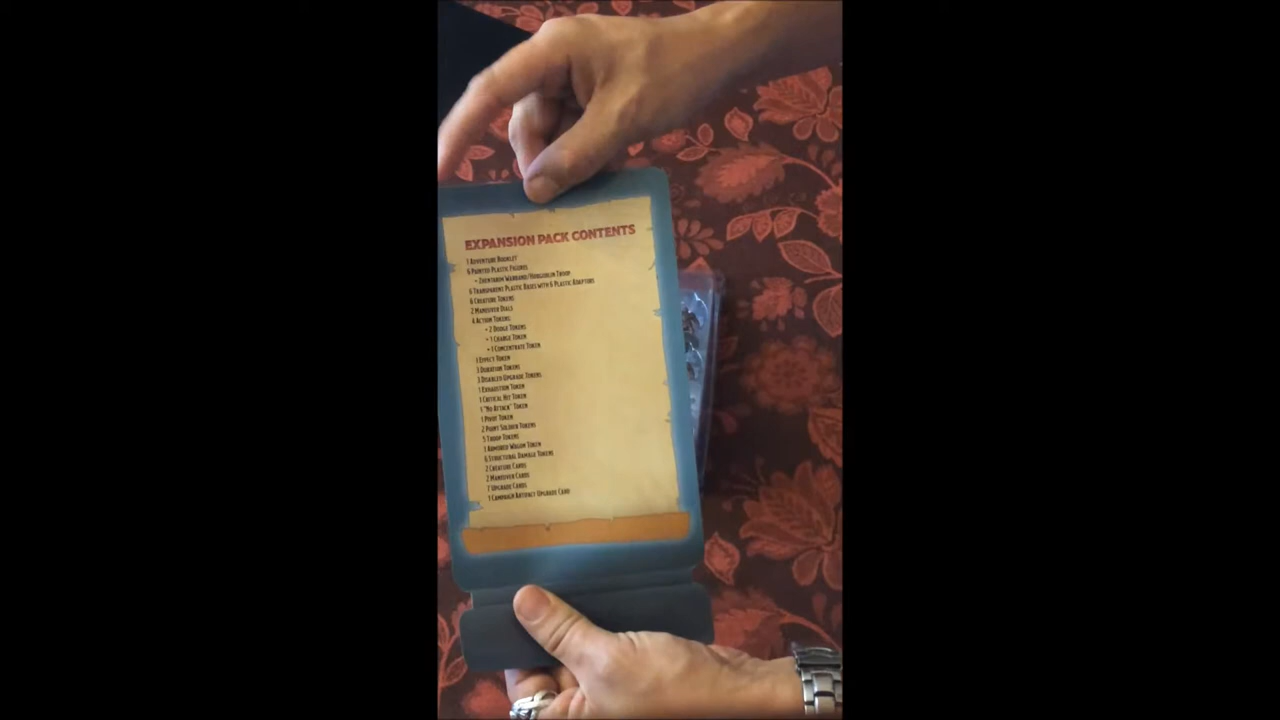 EXPANSION PACK CONTENTS
1 ADVENTURE BOOKLET
6 PAINTED PLASTIC FIGURES
• ZHENTARIM WARBAND/HOBGOBLIN TROOP
6 TRANSPARENT PLASTIC BASES WITH 6 PLASTIC ADAPTORS
6 CREATURE TOKENS
2 MANEUVER DIALS
4 ACTION TOKENS:
• 2 DODGE TOKENS
• 1 CHARGE TOKEN
• 1 CONCENTRATE TOKEN
1 EFFECT TOKEN
3 DURATION TOKENS
3 DISABLED UPGRADE TOKENS
1 EXHAUSTION TOKEN
1 CRITICAL HIT TOKEN
1 "NO ATTACK" TOKEN
1 PIVOT TOKEN
2 POINT SOLDIER TOKENS
5 TROOP TOKENS
1 ARMORED WAGON TOKEN
6 STRUCTURAL DAMAGE TOKENS
2 CREATURE CARDS
2 MANEUVER CARDS
7 UPGRADE CARDS
1 CAMPAIGN ARTIFACT UPGRADE CARD